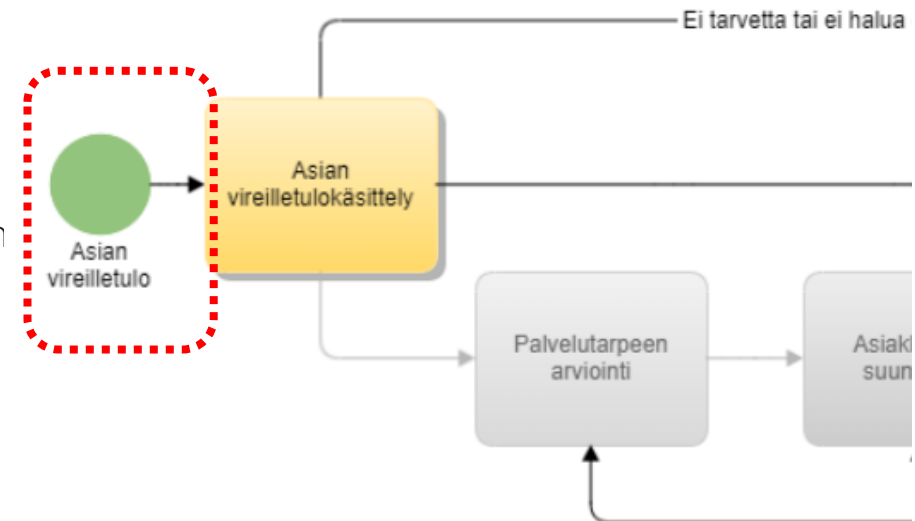 Ei tarvetta tai ei halua
Asian
vireilletulokäsittely
Asian
vireilletulo
Palvelutarpeen
arviointi